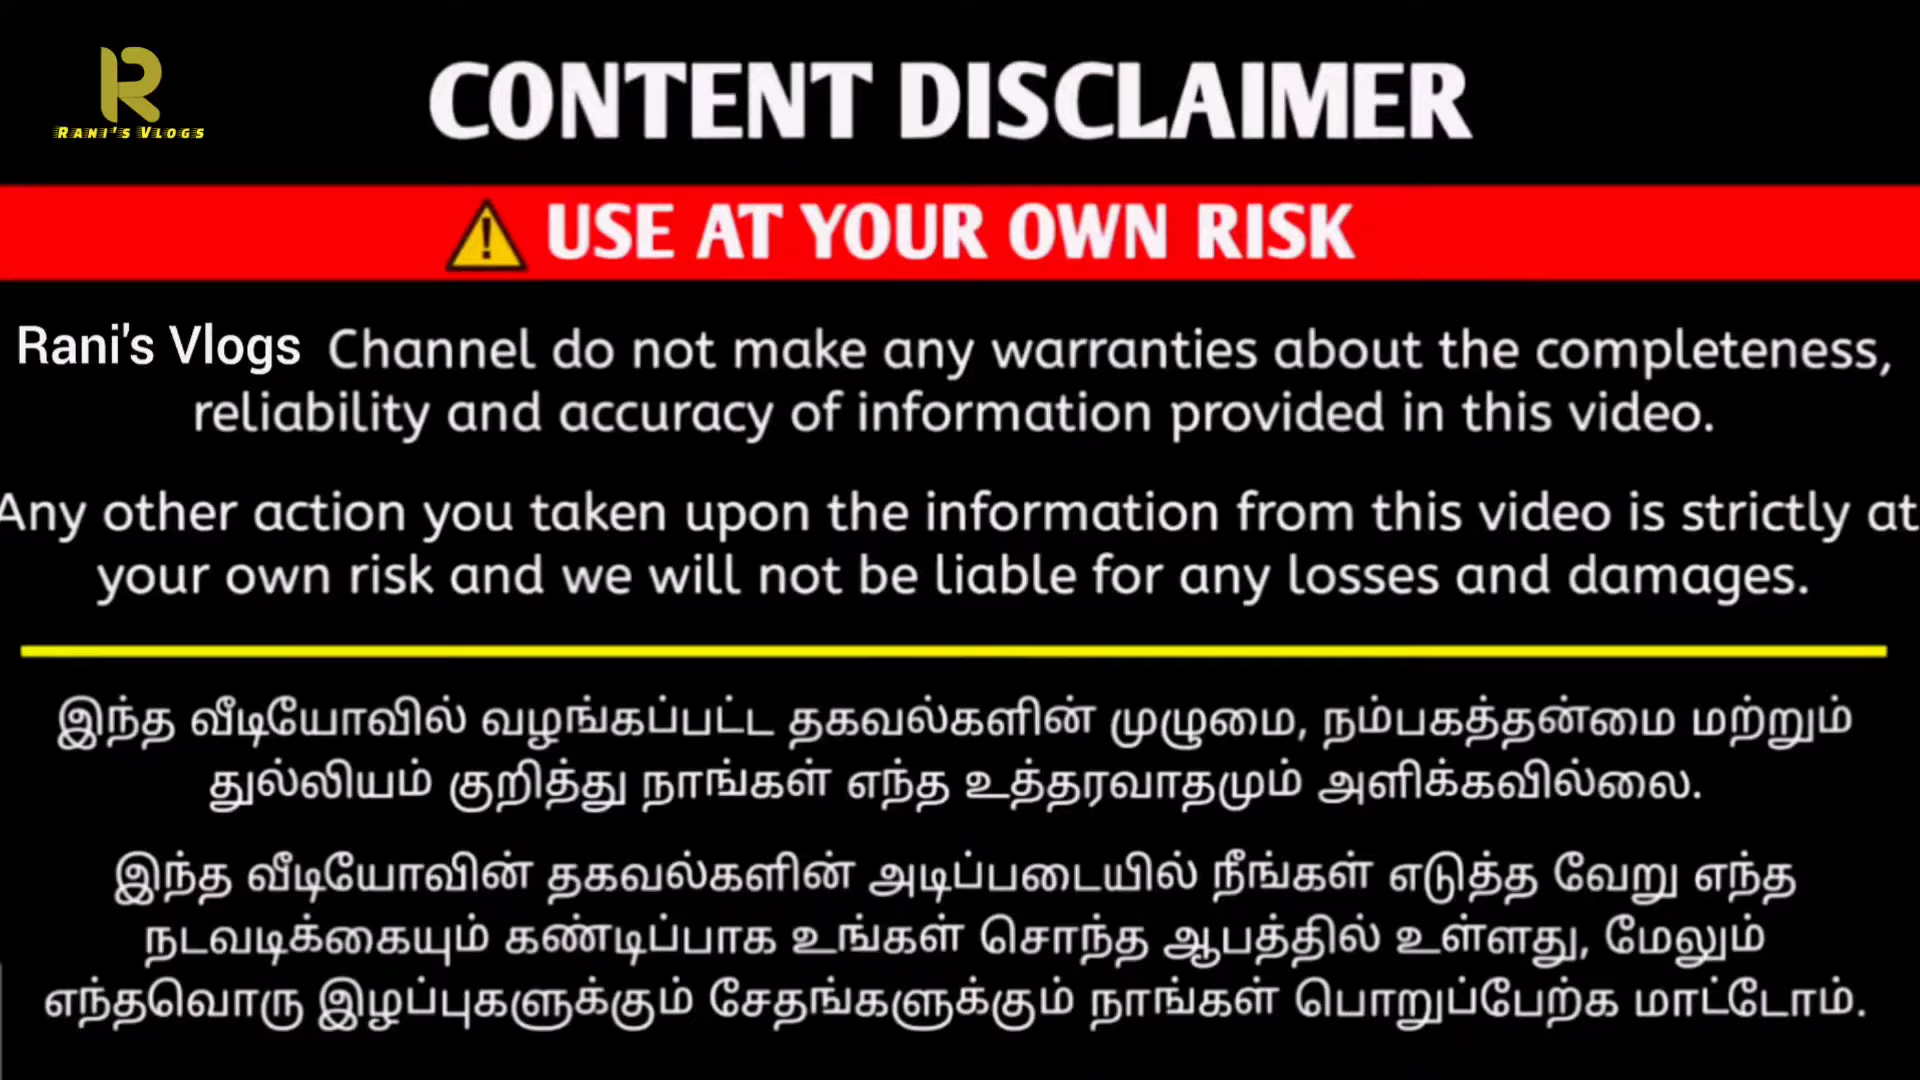 RANI'S VLOGS
CONTENT DISCLAIMER
USE AT YOUR OWN RISK
Rani's Vlogs Channel do not make any warranties about the completeness,
reliability and accuracy of information provided in this video.
Any other action you taken upon the information from this video is strictly at
your own risk and we will not be liable for any losses and damages.
இந்த வீடியோவில் வழங்கப்பட்ட தகவல்களின் முழுமை, நம்பகத்தன்மை மற்றும்
துல்லியம் குறித்து நாங்கள் எந்த உத்தரவாதமும் அளிக்கவில்லை.
இந்த வீடியோவின் தகவல்களின் அடிப்படையில் நீங்கள் எடுத்த வேறு எந்த
நடவடிக்கையும் கண்டிப்பாக உங்கள் சொந்த ஆபத்தில் உள்ளது, மேலும்
எந்தவொரு இழப்புகளுக்கும் சேதங்களுக்கும் நாங்கள் பொறுப்பேற்க மாட்டோம்.